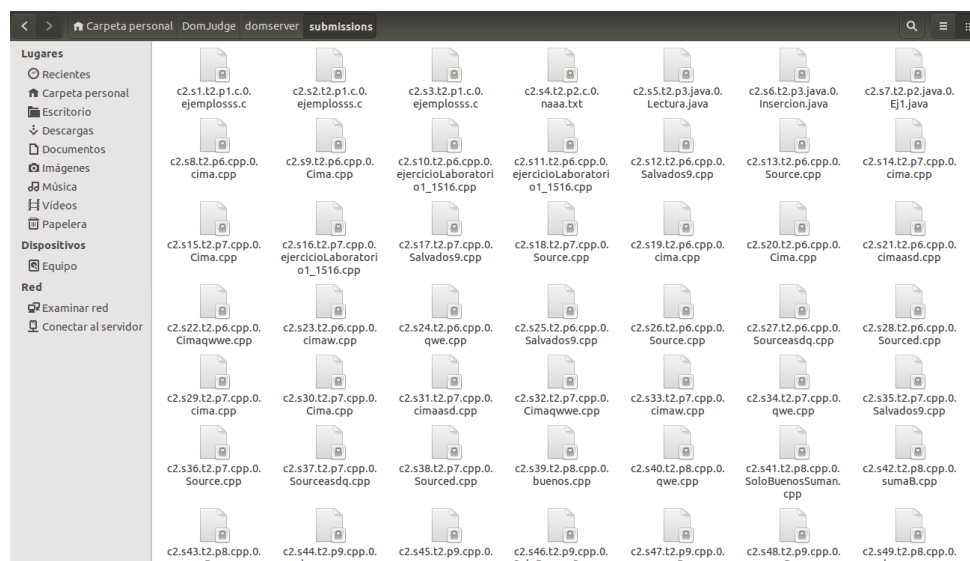 Carpeta personal DomJudge domserver submissions
Lugares
Recientes
Carpeta personal
Escritorio
Descargas
Documentos
Imágenes
Música
Vídeos
Papelera
Dispositivos
Equipo
Red
Examinar red
Conectar al servidor
c2.s1.t2.p1.c.0. c2.s2.t2.p1.c.0. c2.s3.t2.p1.c.0. c2.s4.t2.p2.c.0. c2.s5.t2.p3.java.0. c2.s6.t2.p3.java.0. c2.s7.t2.p2.java.0.
ejemplosss.c ejemplosss.c ejemplosss.c naaa.txt Lectura.java Insercion.java Ej1.java
c2.s8.t2.p6.cpp.0. c2.s9.t2.p6.cpp.0. c2.s10.t2.p6.cpp.0. c2.s11.t2.p6.cpp.0. c2.s12.t2.p6.cpp.0. c2.s13.t2.p6.cpp.0. c2.s14.t2.p7.cpp.0.
cima.cpp Cima.cpp ejercicioLaboratori ejercicioLaboratori Salvados9.cpp Source.cpp cima.cpp
o1_1516.cpp o1_1516.cpp
c2.s15.t2.p7.cpp.0. c2.s16.t2.p7.cpp.0. c2.s17.t2.p7.cpp.0. c2.s18.t2.p7.cpp.0. c2.s19.t2.p6.cpp.0. c2.s20.t2.p6.cpp.0. c2.s21.t2.p6.cpp.0.
Cima.cpp ejercicioLaboratori Salvados9.cpp Source.cpp cima.cpp Cima.cpp cimaasd.cpp
o1_1516.cpp
c2.s22.t2.p6.cpp.0. c2.s23.t2.p6.cpp.0. c2.s24.t2.p6.cpp.0. c2.s25.t2.p6.cpp.0. c2.s26.t2.p6.cpp.0. c2.s27.t2.p6.cpp.0. c2.s28.t2.p6.cpp.0.
Cimaqwwe.cpp cimaw.cpp qwe.cpp Salvados9.cpp Source.cpp Sourceasdq.cpp Sourced.cpp
c2.s29.t2.p7.cpp.0. c2.s30.t2.p7.cpp.0. c2.s31.t2.p7.cpp.0. c2.s32.t2.p7.cpp.0. c2.s33.t2.p7.cpp.0. c2.s34.t2.p7.cpp.0. c2.s35.t2.p7.cpp.0.
cima.cpp Cima.cpp cimaasd.cpp Cimaqwwe.cpp cimaw.cpp qwe.cpp Salvados9.cpp
c2.s36.t2.p7.cpp.0. c2.s37.t2.p7.cpp.0. c2.s38.t2.p7.cpp.0. c2.s39.t2.p8.cpp.0. c2.s40.t2.p8.cpp.0. c2.s41.t2.p8.cpp.0. c2.s42.t2.p8.cpp.0.
Source.cpp Sourceasdq.cpp Sourced.cpp buenos.cpp qwe.cpp SoloBuenosSuman. sumaB.cpp
cpp
c2.s43.t2.p8.cpp.0. c2.s44.t2.p9.cpp.0. c2.s45.t2.p9.cpp.0. c2.s46.t2.p9.cpp.0. c2.s47.t2.p9.cpp.0. c2.s48.t2.p9.cpp.0. c2.s49.t2.p8.cpp.0.